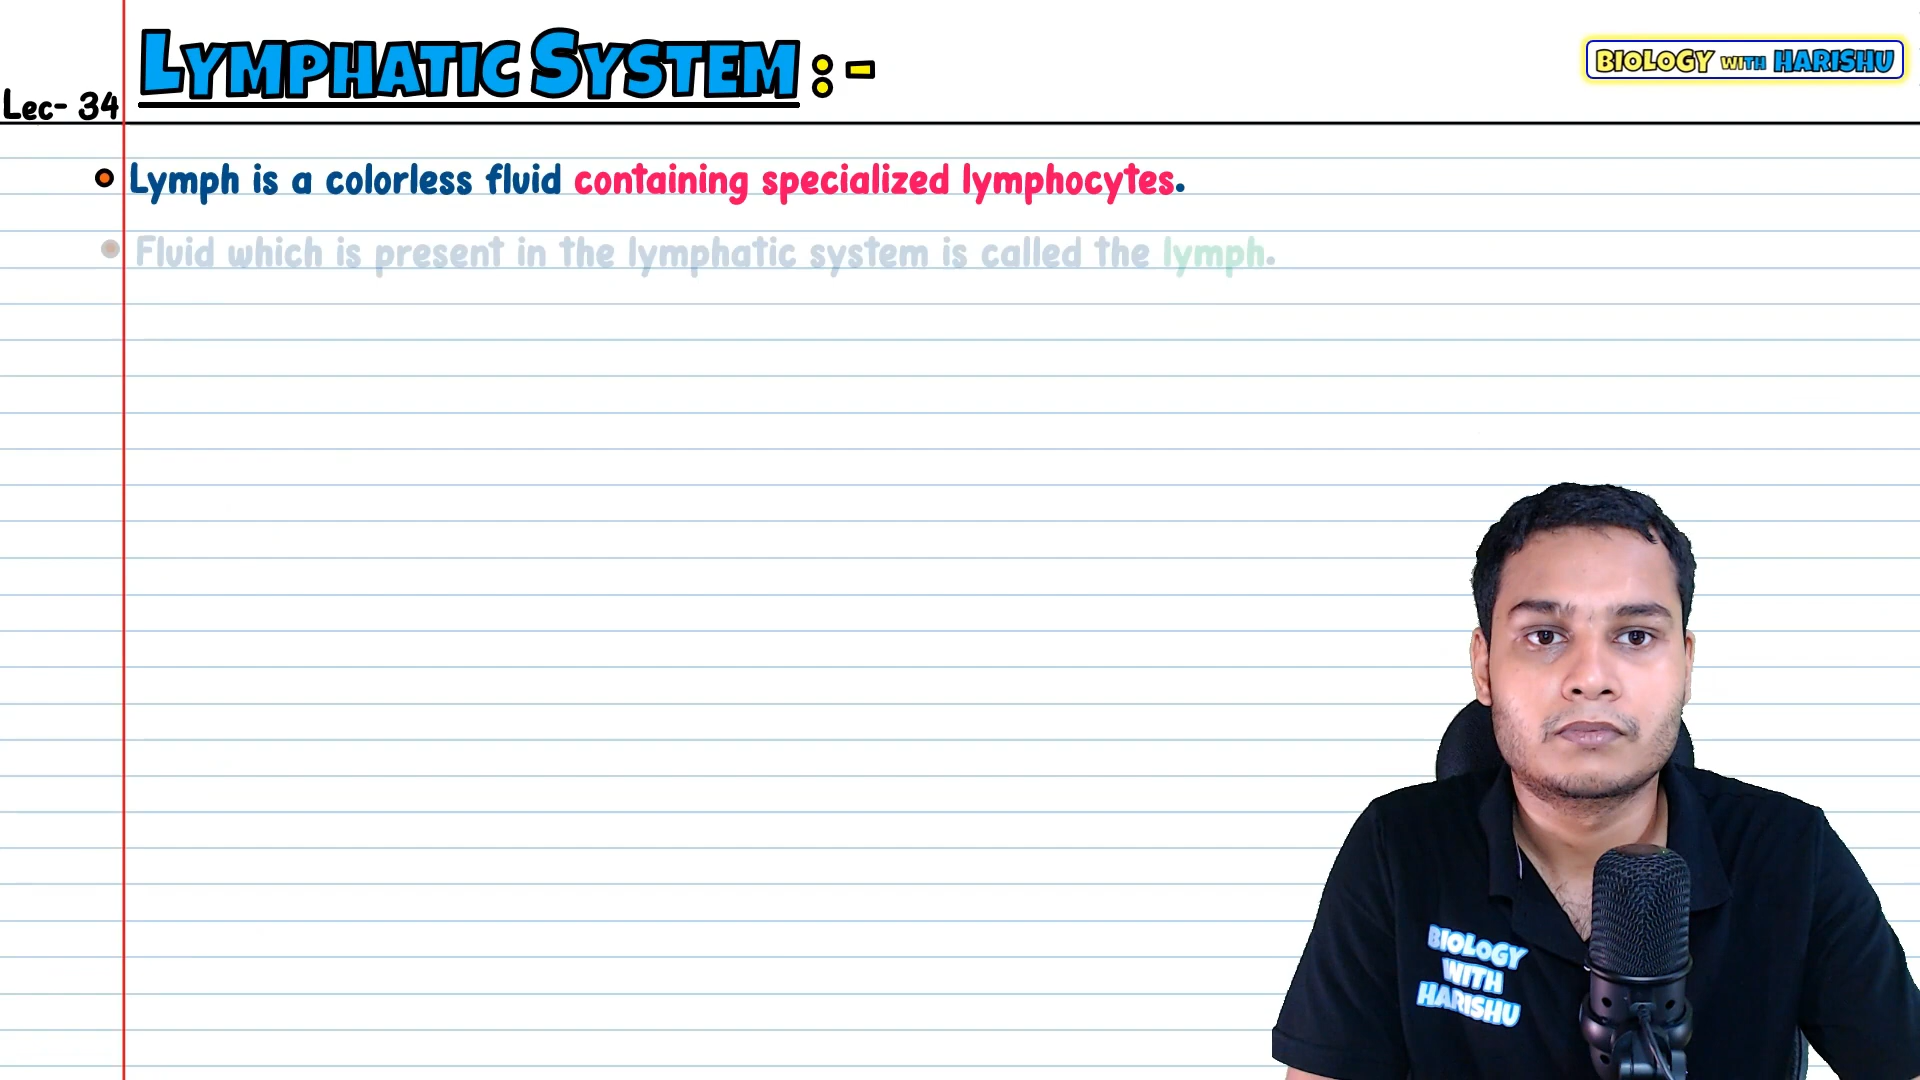 Lymphatic System :-
BIOLOGY WITH HARISHU
Lec- 34
Lymph is a colorless fluid containing specialized lymphocytes.
Fluid which is present in the lymphatic system is called the lymph.
BIOLOGY
WITH
HARISHU